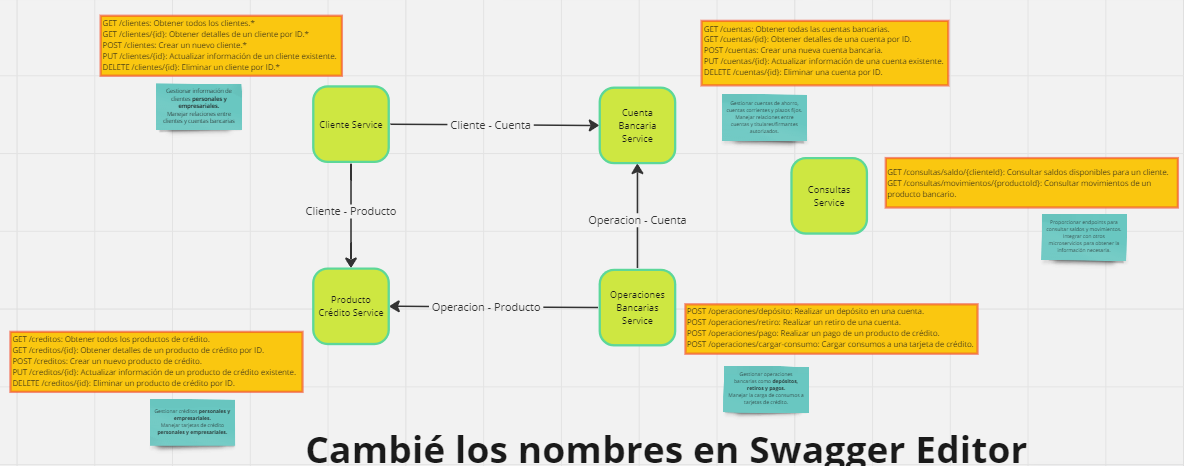 GET /clientes: Obtener todos los clientes.*
GET /clientes/{id}: Obtener detalles de un cliente por ID.*
POST /clientes: Crear un nuevo cliente.*
PUT /clientes/{id}: Actualizar información de un cliente existente.
DELETE /clientes/{id}: Eliminar un cliente por ID.*
Gestionar información de
clientes personales y
empresariales.
Manejar relaciones entre
clientes y cuentas bancarias
Cliente Service
Cliente - Cuenta
Cuenta
Bancaria
Service
GET /cuentas: Obtener todas las cuentas bancarias.
GET /cuentas/{id}: Obtener detalles de una cuenta por ID.
POST /cuentas: Crear una nueva cuenta bancaria.
PUT /cuentas/{id}: Actualizar información de una cuenta existente.
DELETE /cuentas/{id}: Eliminar una cuenta por ID.
Gestionar cuentas de ahorro,
cuentas corrientes y plazos fijos.
Manejar relaciones entre
cuentas y titulares/firmantes
autorizados.
Consultas
Service
GET /consultas/saldo/{clienteId}: Consultar saldos disponibles para un cliente.
GET /consultas/movimientos/{productoId}: Consultar movimientos de un
producto bancario.
Proporcionar endpoints para
consultar saldos y movimientos.
Integrar con otros
microservicios para obtener la
información necesaria.
Cliente - Producto
Operacion - Cuenta
Producto
Crédito Service
Operacion - Producto
Operaciones
Bancarias
Service
POST /operaciones/depósito: Realizar un depósito en una cuenta.
POST /operaciones/retiro: Realizar un retiro de una cuenta.
POST /operaciones/pago: Realizar un pago de un producto de crédito.
POST /operaciones/cargar-consumo: Cargar consumos a una tarjeta de crédito.
Gestionar operaciones
bancarias como depósitos,
retiros y pagos.
Manejar la carga de consumos a
tarjetas de crédito.
GET /creditos: Obtener todos los productos de crédito.
GET /creditos/{id}: Obtener detalles de un producto de crédito por ID.
POST /creditos: Crear un nuevo producto de crédito.
PUT /creditos/{id}: Actualizar información de un producto de crédito existente.
DELETE /creditos/{id}: Eliminar un producto de crédito por ID.
Gestionar créditos personales y
empresariales.
Manejar tarjetas de crédito
personales y empresariales.
Cambié los nombres en Swagger Editor